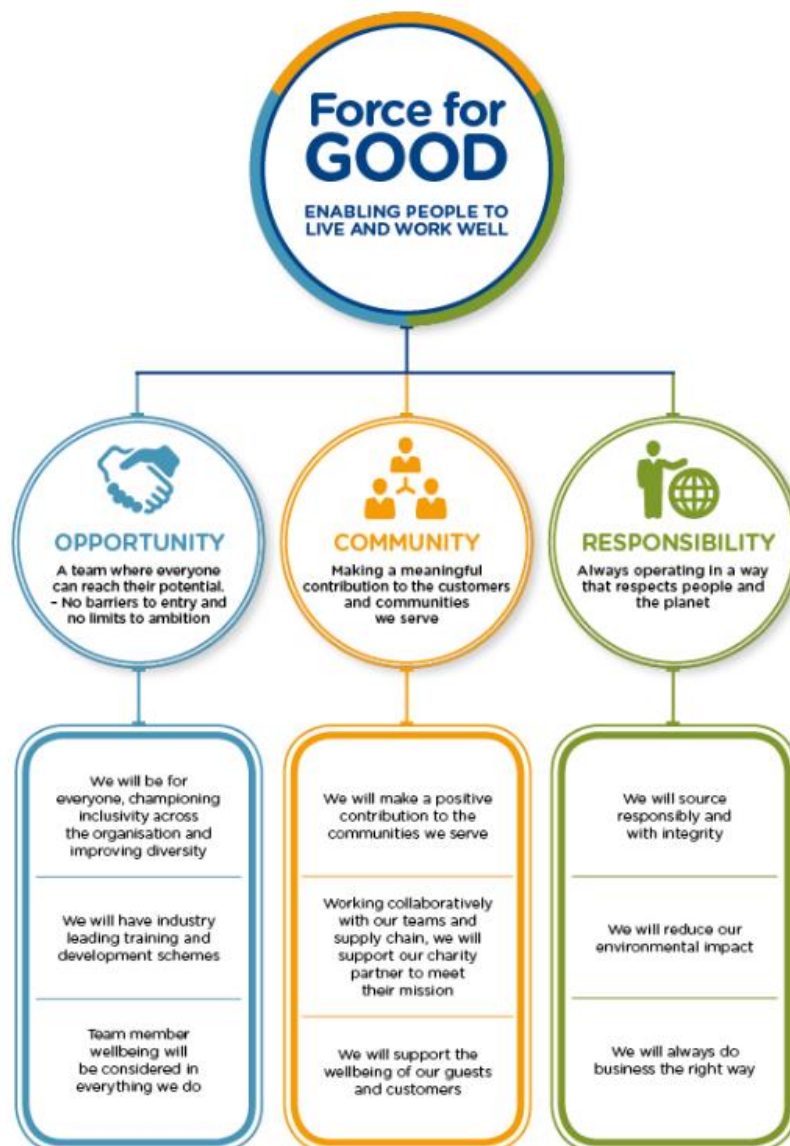 Force for
GOOD
ENABLING PEOPLE TO
LIVE AND WORK WELL
OPPORTUNITY
A team where everyone
can reach their potential.
– No barriers to entry and
no limits to ambition
COMMUNITY
Making a meaningful
contribution to the customers
and communities
we serve
RESPONSIBILITY
Always operating in a way
that respects people and
the planet
We will be for
everyone, championing
inclusivity across
the organisation and
improving diversity
We will have industry
leading training and
development schemes
Team member
wellbeing will
be considered in
everything we do
We will make a positive
contribution to the
communities we serve
Working collaboratively
with our teams and
supply chain, we will
support our charity
partner to meet
their mission
We will support the
wellbeing of our guests
and customers
We will source
responsibly and
with integrity
We will reduce our
environmental impact
We will always do
business the right way